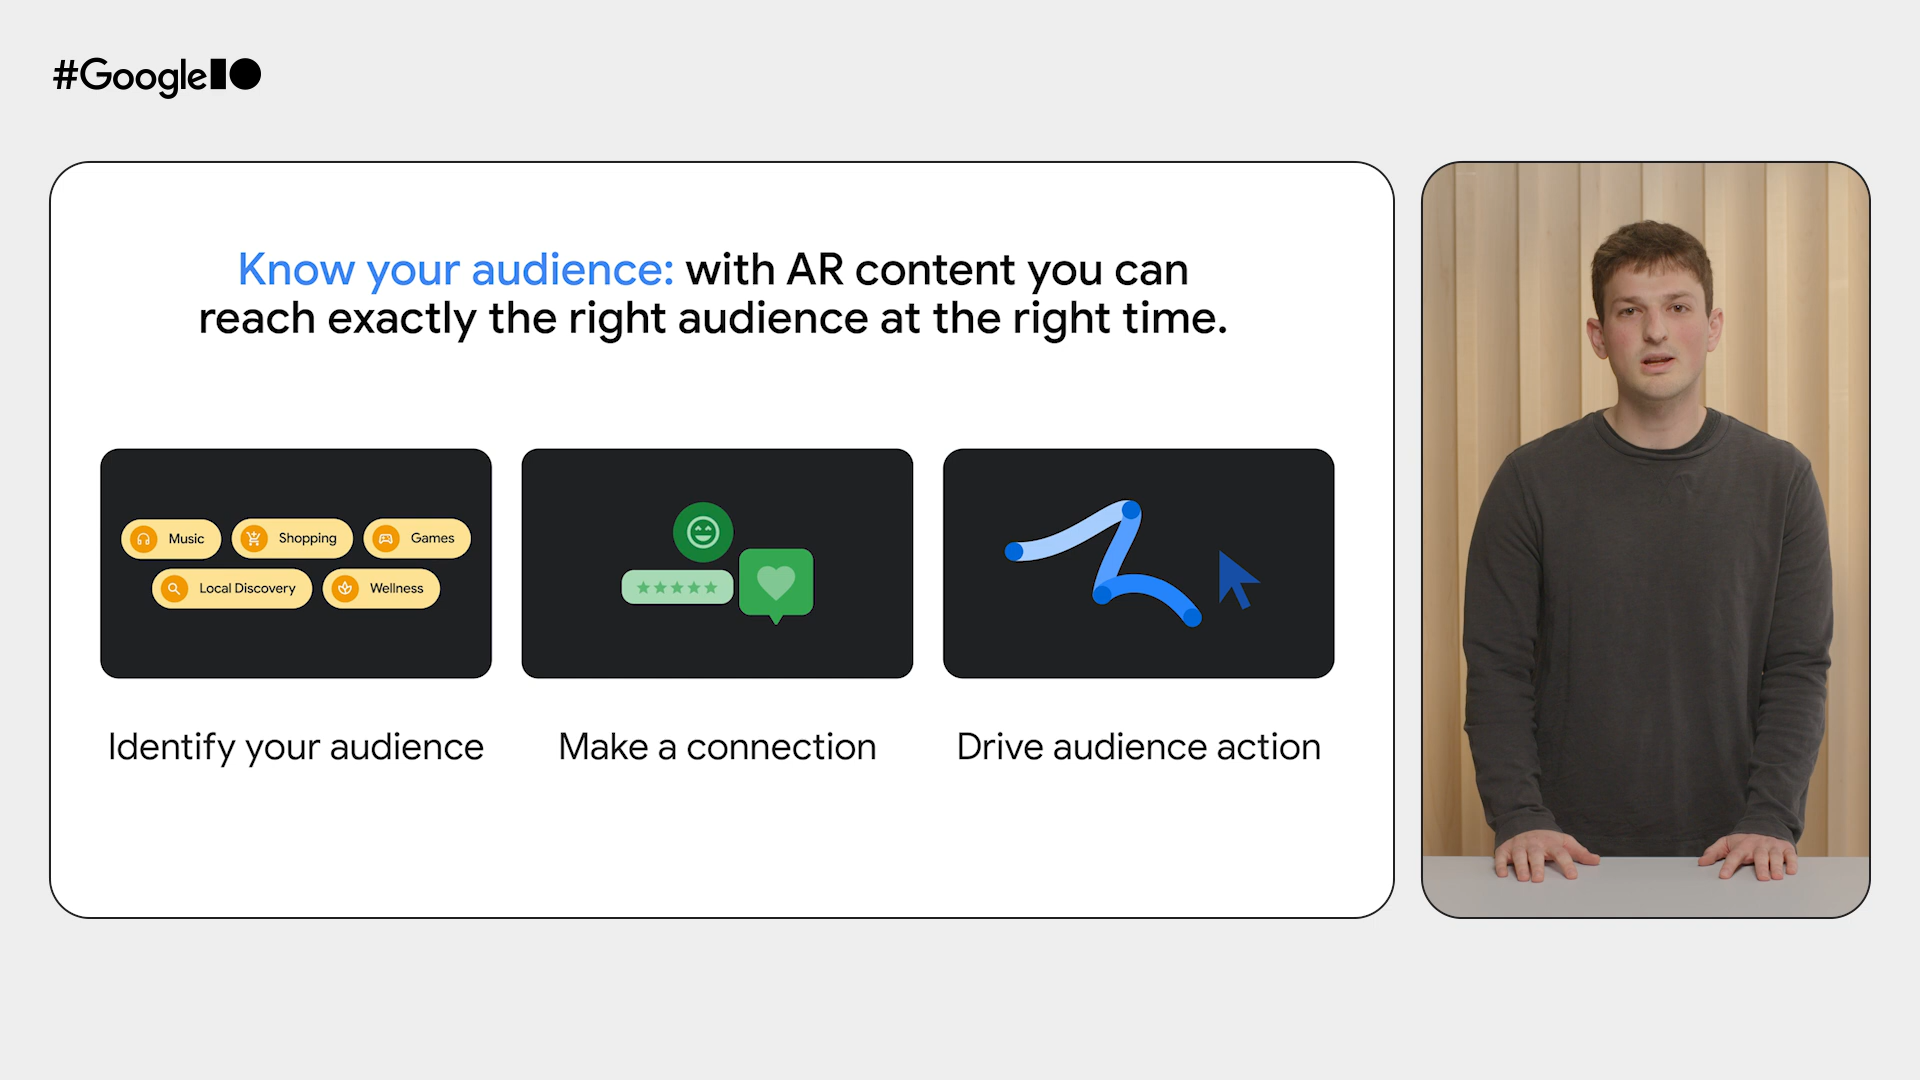 #GoogleIO
Know your audience: with AR content you can
reach exactly the right audience at the right time.
Music
Shopping
Games
Local Discovery
Wellness
Identify your audience
Make a connection
Drive audience action